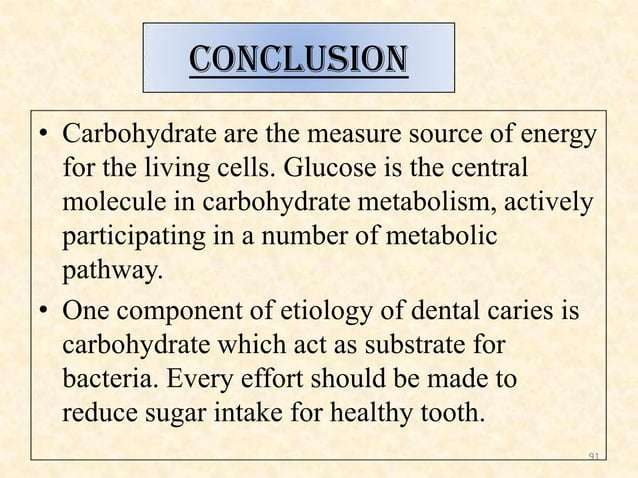 CONCLUSION
• Carbohydrate are the measure source of energy
for the living cells. Glucose is the central
molecule in carbohydrate metabolism, actively
participating in a number of metabolic
pathway.
• One component of etiology of dental caries is
carbohydrate which act as substrate for
bacteria. Every effort should be made to
reduce sugar intake for healthy tooth.
91